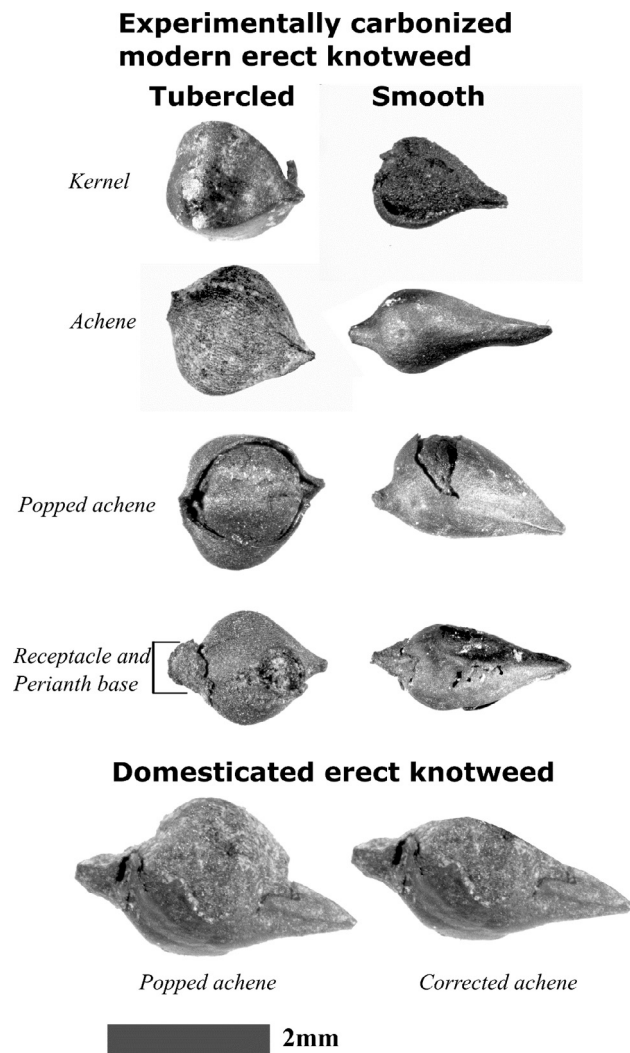 Experimentally carbonized
modern erect knotweed
Tubercled
Smooth
Kernel
Achene
Popped achene
Receptacle and
Perianth base
Domesticated erect knotweed
Popped achene
Corrected achene
2mm